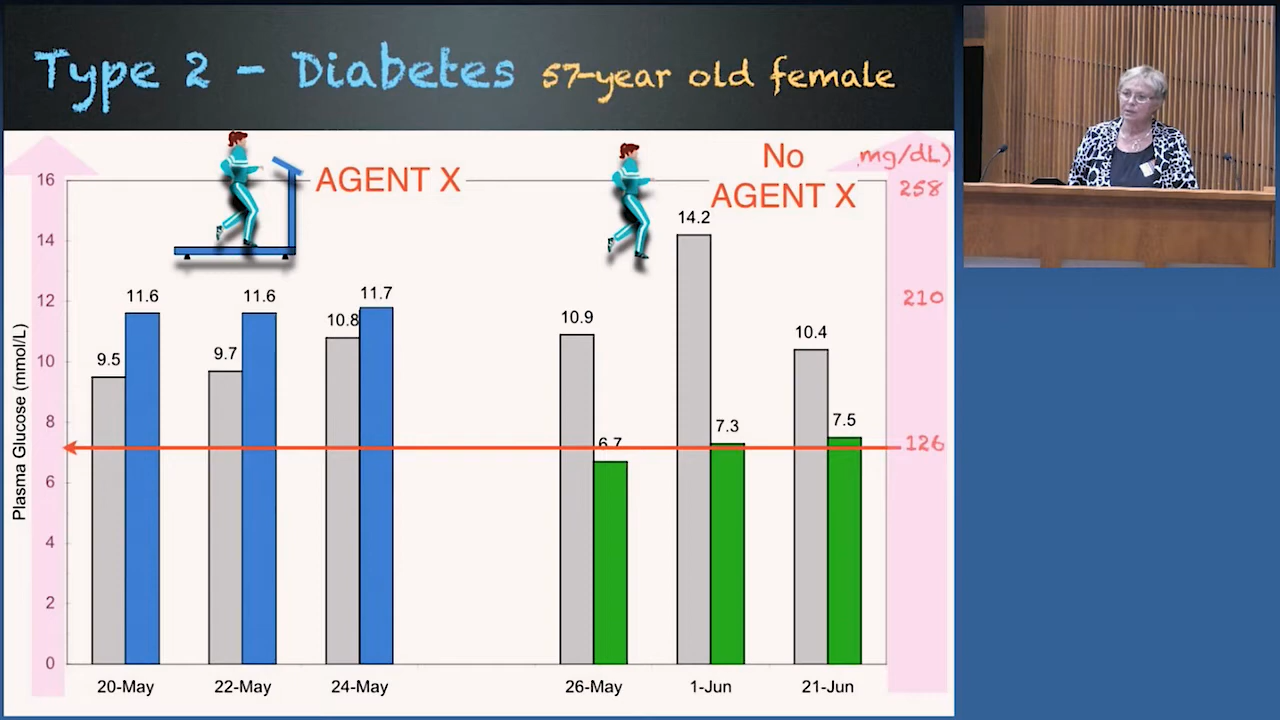 Type 2 - Diabetes 57-year old female
AGENT X
No
AGENT X
mg/dL)
258
210
126
Plasma Glucose (mmol/L)
16
14
12
10
8
6
4
2
0
9.5
11.6
9.7
11.6
10.8
11.7
10.9
6.7
14.2
7.3
10.4
7.5
20-May
22-May
24-May
26-May
1-Jun
21-Jun